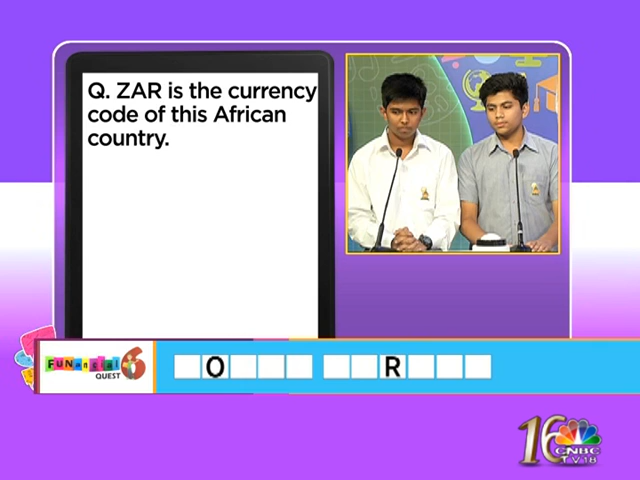 Q. ZAR is the currency
code of this African
country.
FUNancial 6
QUEST
O R
16
CNBC
TV18